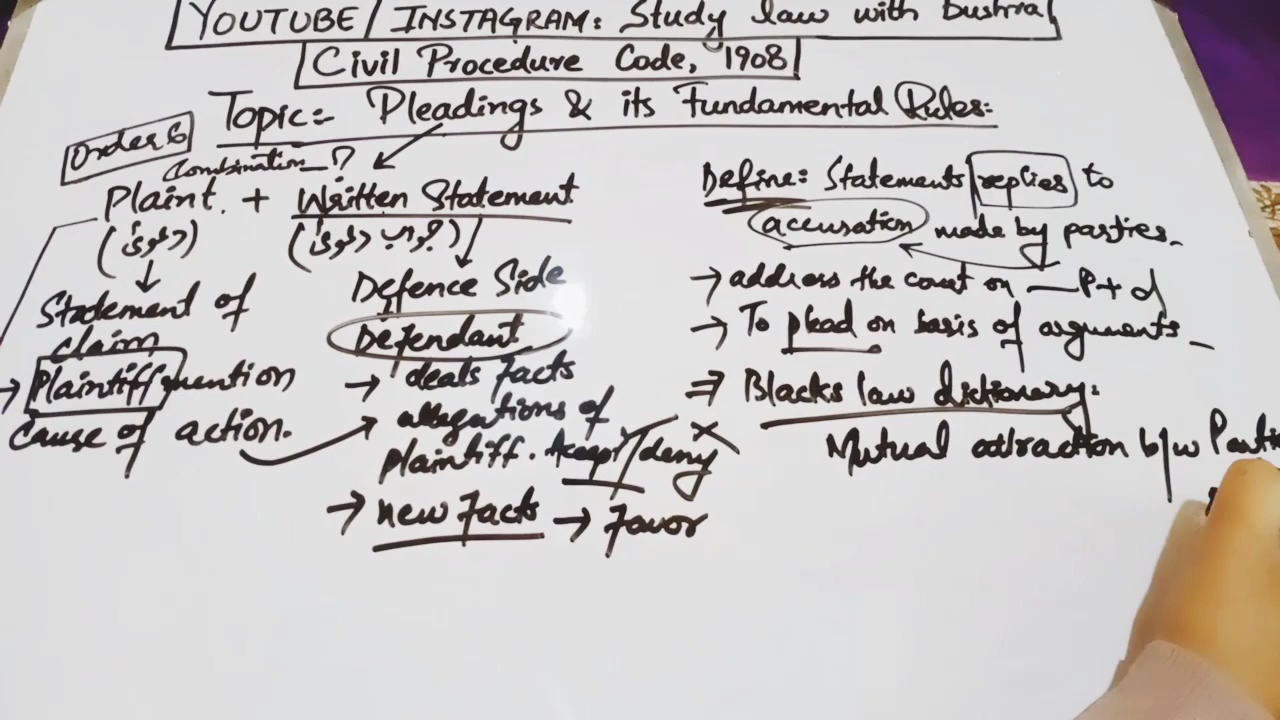 YOUTUBE/INSTAGRAM: Study law with bushra
Civil Procedure Code, 1908
Topic:- Pleadings & its Fundamental Rules:
Order 6
Combination
Plaint. + Written Statement
(دعویٰ) (جواب دعویٰ)
Statement of
claim
→ Plaintiff mention
cause of action.
Defence Side
Defendant
→ deals facts
allegations of
plaintiff. Accept/deny
→ new facts → Favor
Define: Statements replies to
accusation made by parties.
→ address the court on — P + d
→ To plead on basis of arguments
⇒ Blacks law dictionary:
Mutual attraction b/w Parti